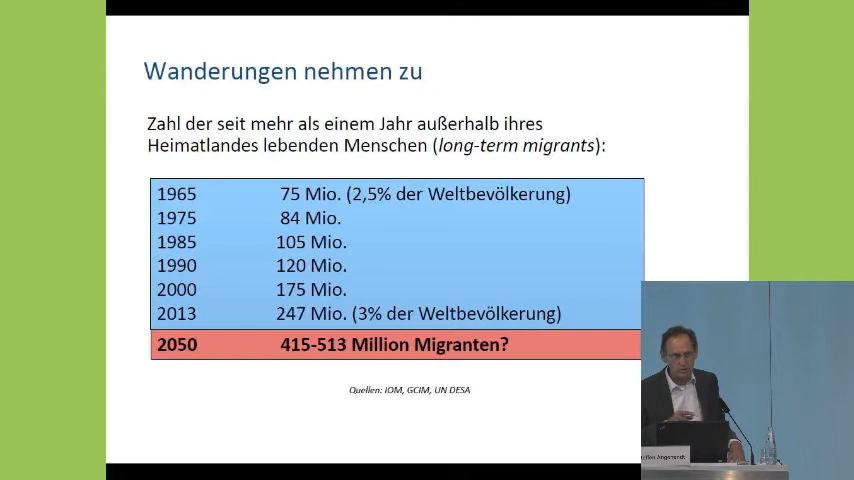 Wanderungen nehmen zu
Zahl der seit mehr als einem Jahr außerhalb ihres
Heimatlandes lebenden Menschen (long-term migrants):
1965 75 Mio. (2,5% der Weltbevölkerung)
1975 84 Mio.
1985 105 Mio.
1990 120 Mio.
2000 175 Mio.
2013 247 Mio. (3% der Weltbevölkerung)
2050 415-513 Million Migranten?
Quellen: IOM, GCIM, UN DESA
Angenendt